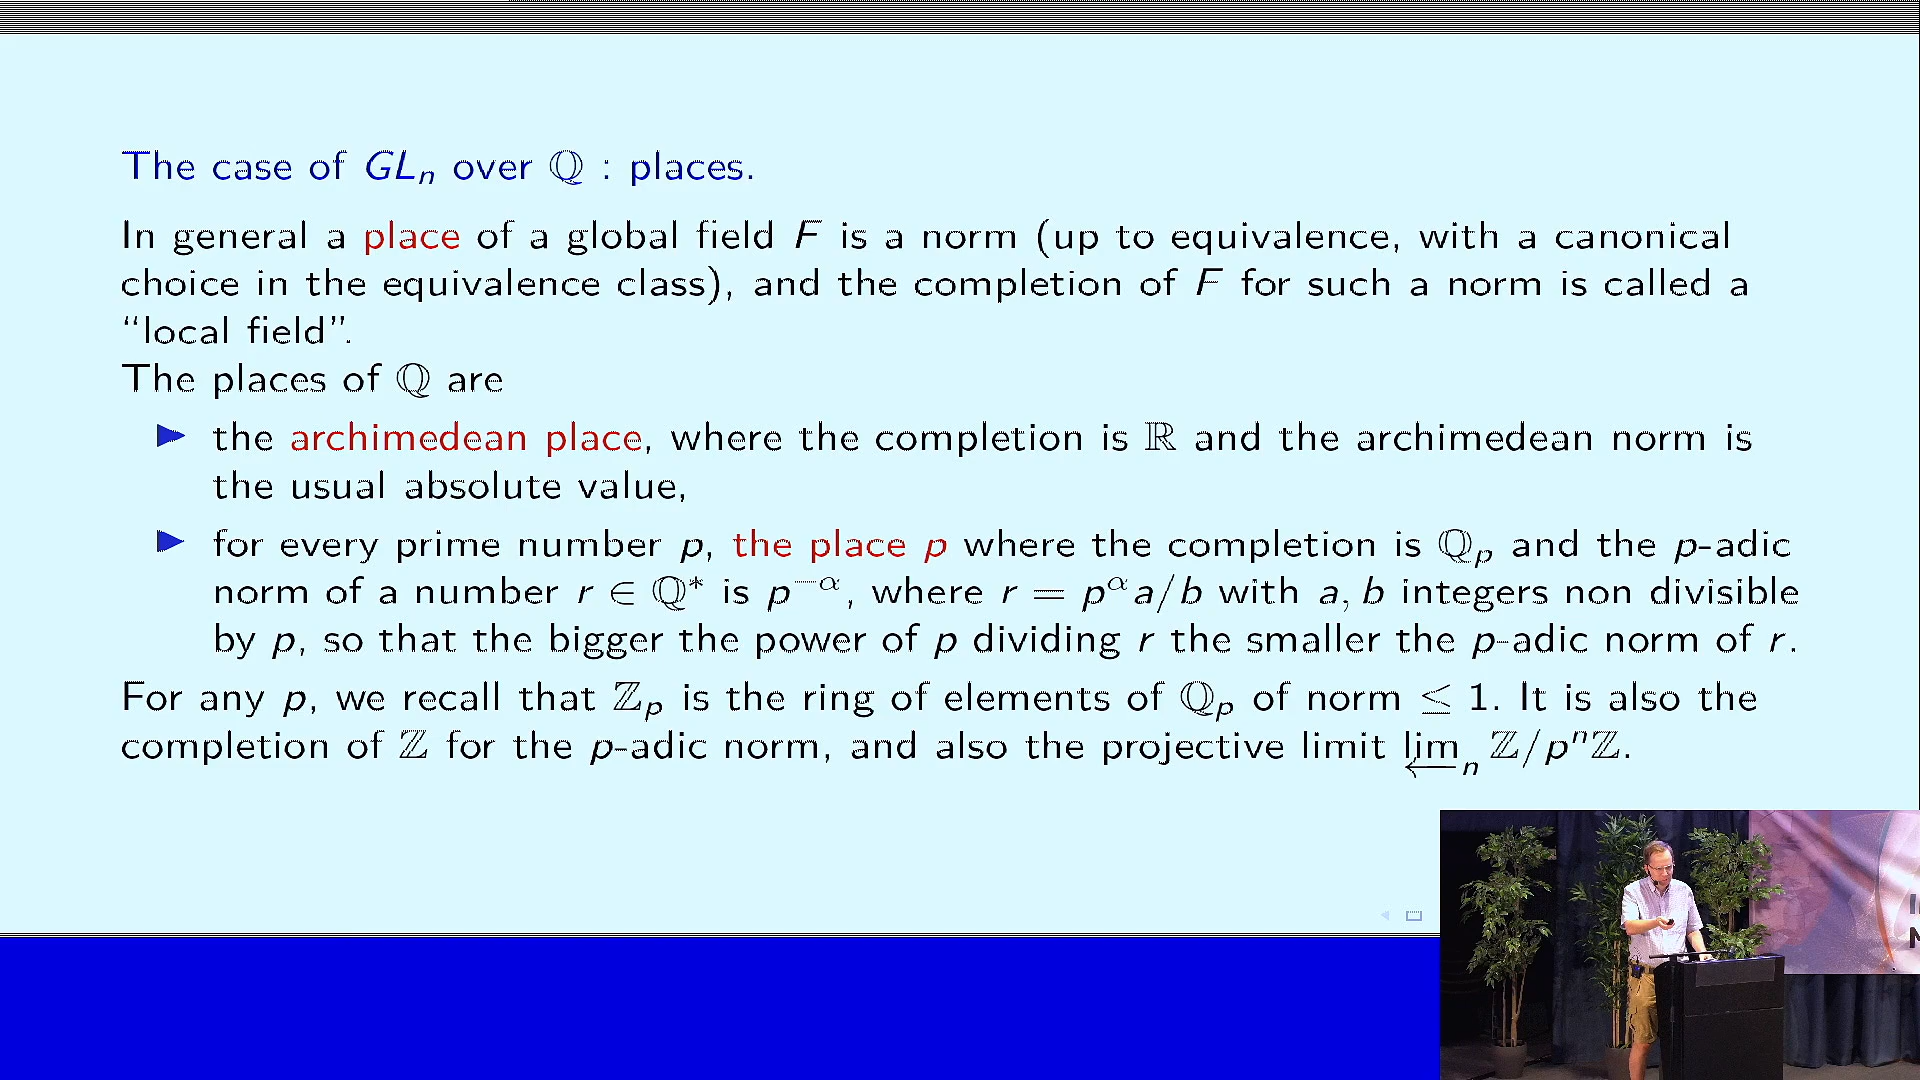 The case of GLₙ over ℚ : places.
In general a place of a global field F is a norm (up to equivalence, with a canonical
choice in the equivalence class), and the completion of F for such a norm is called a
“local field”.
The places of ℚ are
▶ the archimedean place, where the completion is ℝ and the archimedean norm is
the usual absolute value,
▶ for every prime number p, the place p where the completion is ℚₚ and the p-adic
norm of a number r ∈ ℚ* is p^{−α}, where r = p^α a/b with a, b integers non divisible
by p, so that the bigger the power of p dividing r the smaller the p-adic norm of r.
For any p, we recall that ℤₚ is the ring of elements of ℚₚ of norm ≤ 1. It is also the
completion of ℤ for the p-adic norm, and also the projective limit lim←ₙ ℤ/pⁿℤ.